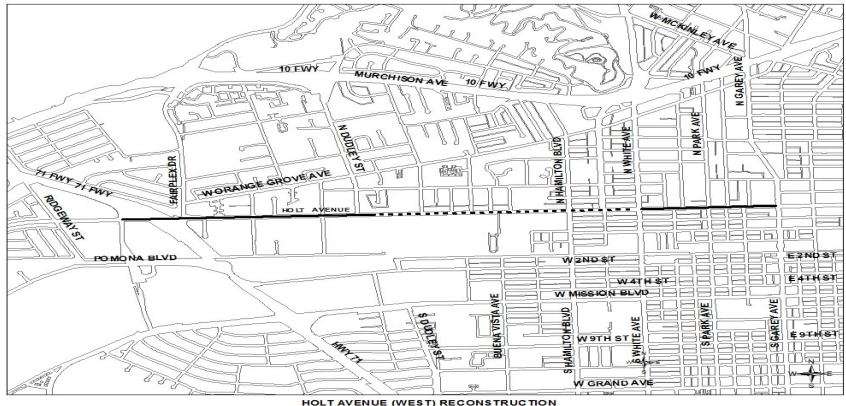 W MCKINLEY AVE
10 FWY
MURCHISON AVE
10 FWY
10 FWY
N GAREY AVE
N DUDLEY ST
N HAMILTON BLVD
N WHITE AVE
N PARK AVE
FAIRPLEX DR
71 FWY 71 FWY
W ORANGE GROVE AVE
RIDGEWAY ST
HOLT AVENUE
POMONA BLVD
W 2ND ST
E 2ND ST
W 4TH ST
E 4TH ST
W MISSION BLVD
HWY 71
S DUDLEY ST
BUENA VISTA AVE
S HAMILTON BLVD
W 9TH ST
S WHITE AVE
S PARK AVE
S GAREY AVE
E 9TH ST
W GRAND AVE
N
W
E
S
HOLT AVENUE (WEST) RECONSTRUCTION